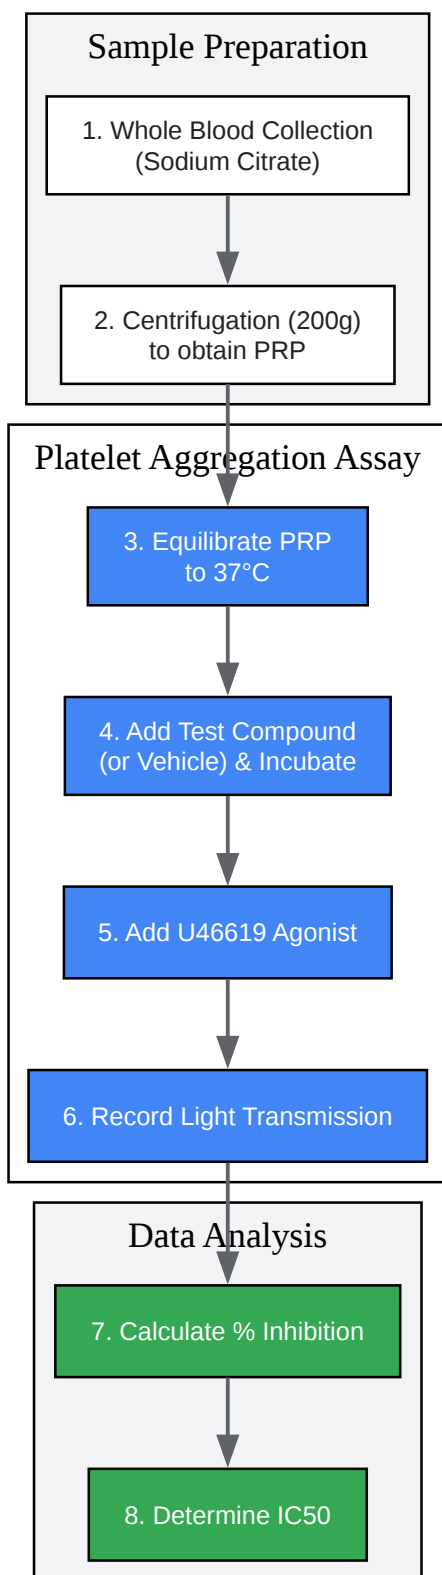 Sample Preparation
1. Whole Blood Collection
(Sodium Citrate)
2. Centrifugation (200g)
to obtain PRP
Platelet Aggregation Assay
3. Equilibrate PRP
to 37°C
4. Add Test Compound
(or Vehicle) & Incubate
5. Add U46619 Agonist
6. Record Light Transmission
Data Analysis
7. Calculate % Inhibition
8. Determine IC50